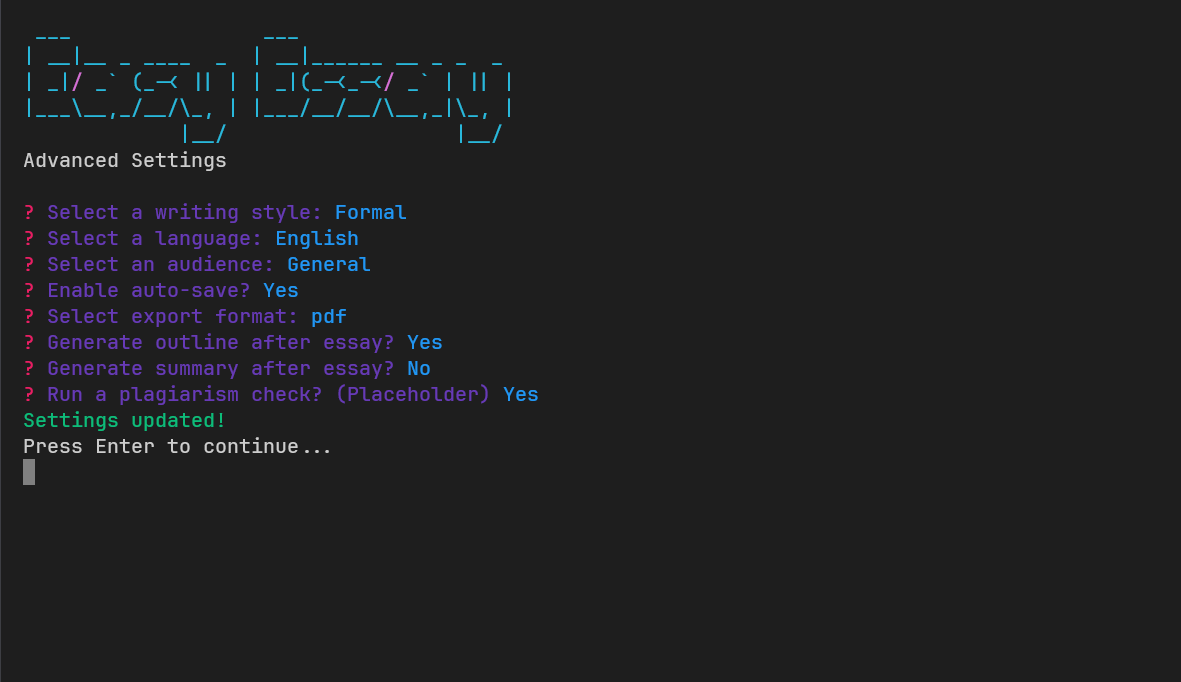 Easy Essay
Advanced Settings
? Select a writing style: Formal
? Select a language: English
? Select an audience: General
? Enable auto-save? Yes
? Select export format: pdf
? Generate outline after essay? Yes
? Generate summary after essay? No
? Run a plagiarism check? (Placeholder) Yes
Settings updated!
Press Enter to continue...